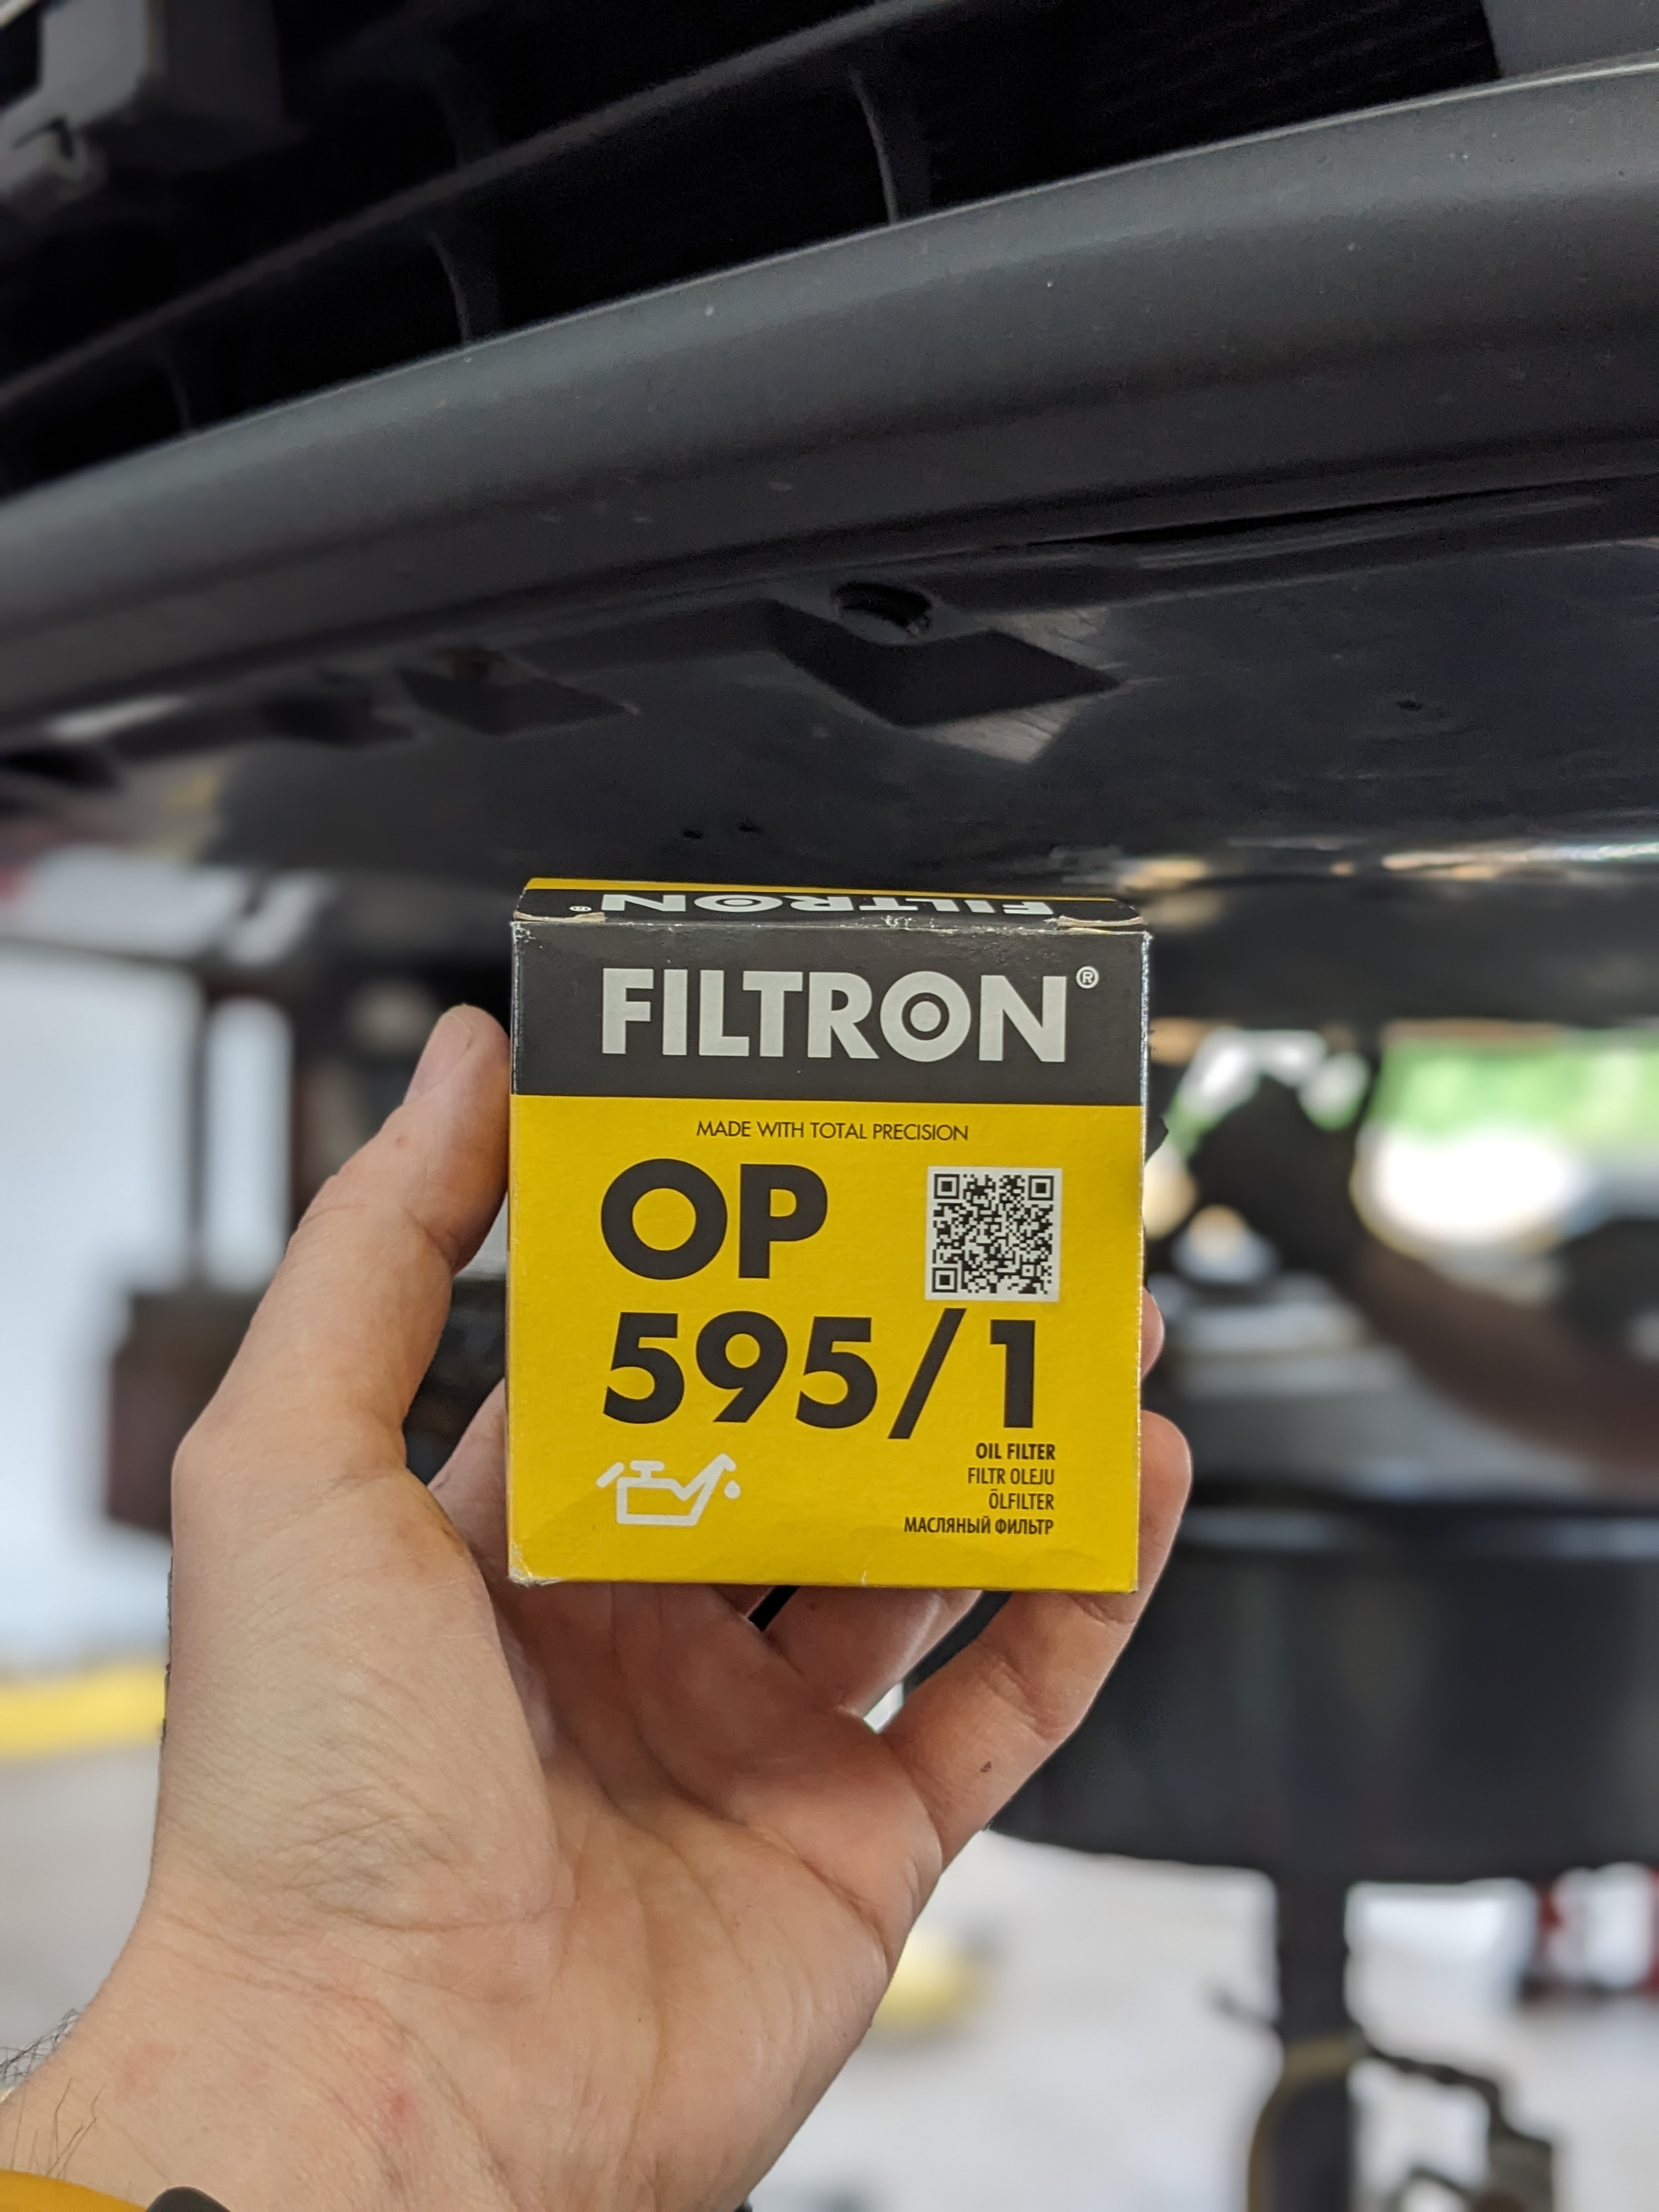 FILTRON®
FILTRON®
MADE WITH TOTAL PRECISION
OP
595/1
OIL FILTER
FILTR OLEJU
ÖLFILTER
МАСЛЯНЫЙ ФИЛЬТР